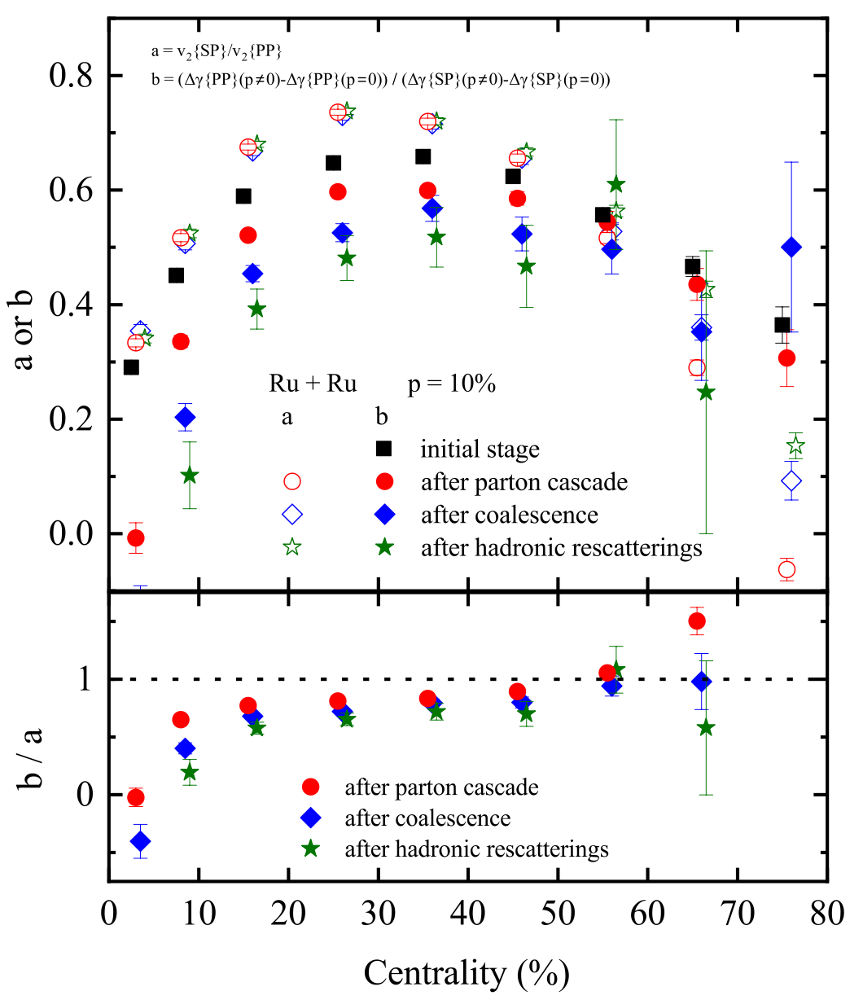 a = v₂{SP}/v₂{PP}
b = (Δγ{PP}(p≠0)-Δγ{PP}(p=0)) / (Δγ{SP}(p≠0)-Δγ{SP}(p=0))
0.8
0.6
0.4
0.2
0.0
a or b
Ru + Ru p = 10%
a b
initial stage
after parton cascade
after coalescence
after hadronic rescatterings
1
0
b / a
after parton cascade
after coalescence
after hadronic rescatterings
0 10 20 30 40 50 60 70 80
Centrality (%)